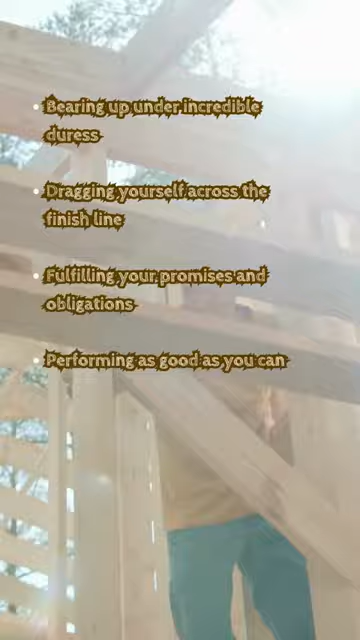 • Bearing up under incredible
duress
• Dragging yourself across the
finish line
• Fulfilling your promises and
obligations
• Performing as good as you can